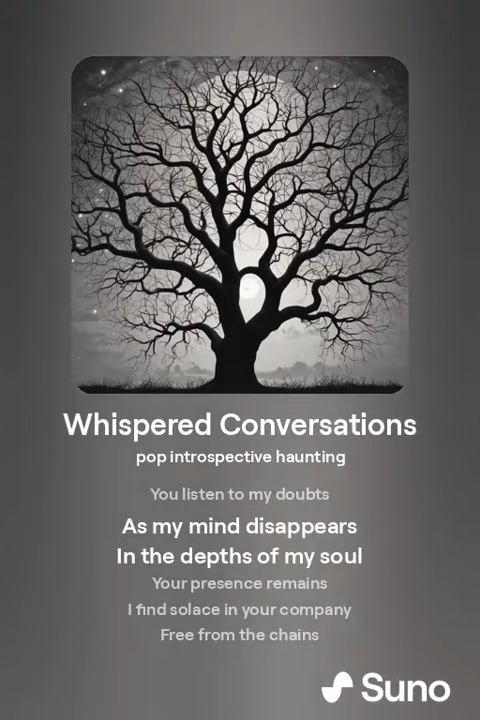 Whispered Conversations
pop introspective haunting
You listen to my doubts
As my mind disappears
In the depths of my soul
Your presence remains
I find solace in your company
Free from the chains
Suno